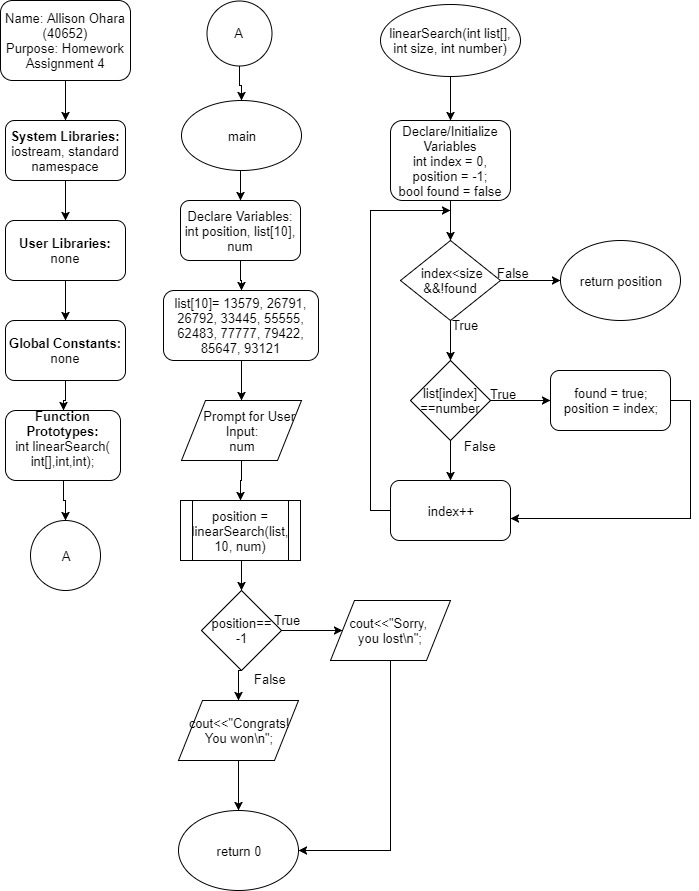 Name: Allison Ohara
(40652)
Purpose: Homework
Assignment 4
System Libraries:
iostream, standard
namespace
User Libraries:
none
Global Constants:
none
Function
Prototypes:
int linearSearch(
int[],int,int);
A
A
main
Declare Variables:
int position, list[10],
num
list[10]= 13579, 26791,
26792, 33445, 55555,
62483, 77777, 79422,
85647, 93121
Prompt for User
Input:
num
position =
linearSearch(list,
10, num)
position==
-1
True
cout<<"Sorry,
you lost\n";
False
cout<<"Congrats!
You won\n";
return 0
linearSearch(int list[],
int size, int number)
Declare/Initialize
Variables
int index = 0,
position = -1;
bool found = false
index<size
&&!found
False
return position
True
list[index]
==number
True
found = true;
position = index;
False
index++